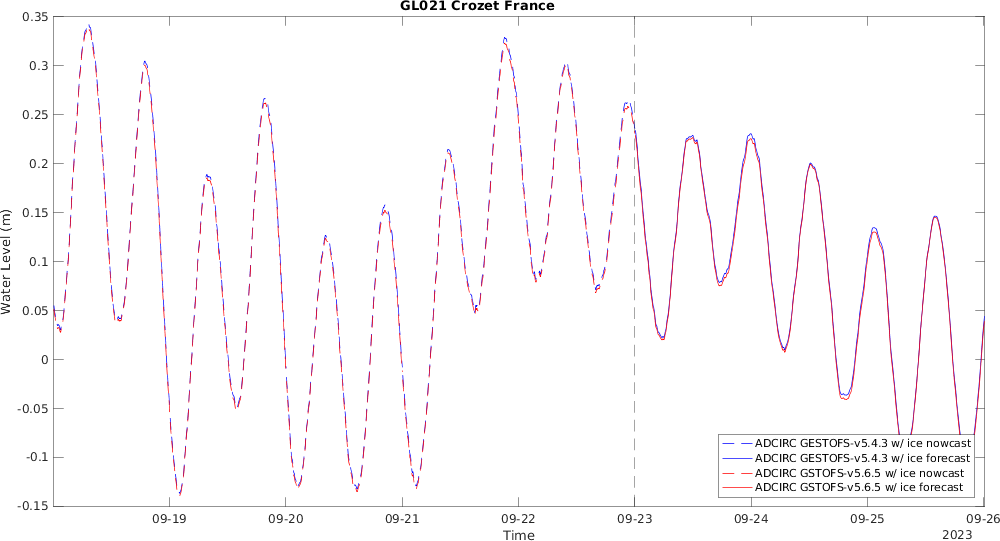 GL021 Crozet France
0.35
0.3
0.25
0.2
0.15
0.1
0.05
0
-0.05
-0.1
-0.15
Water Level (m)
09-19
09-20
09-21
09-22
09-23
09-24
09-25
09-26
Time
2023
ADCIRC GESTOFS-v5.4.3 w/ ice nowcast
ADCIRC GESTOFS-v5.4.3 w/ ice forecast
ADCIRC GSTOFS-v5.6.5 w/ ice nowcast
ADCIRC GSTOFS-v5.6.5 w/ ice forecast